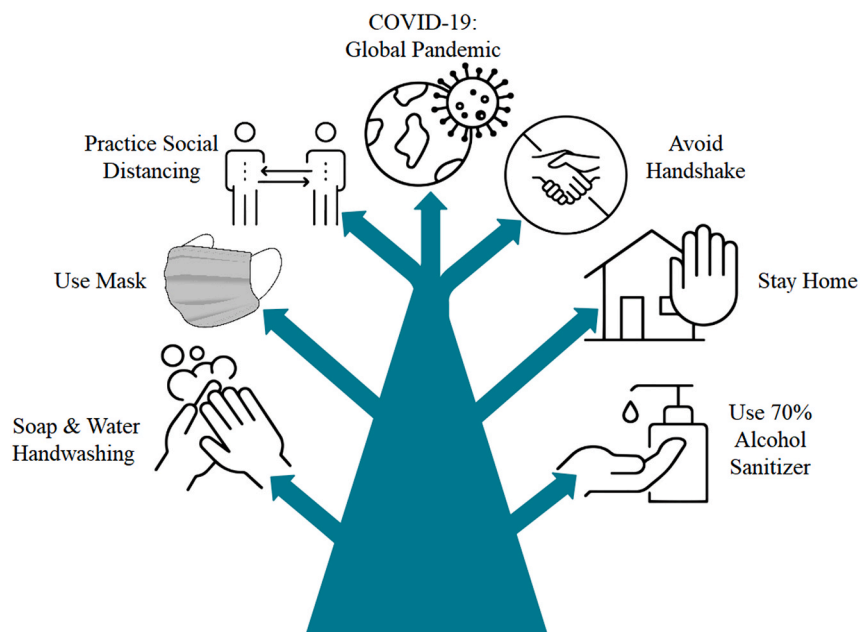 COVID-19:
Global Pandemic
Practice Social
Distancing
Avoid
Handshake
Use Mask
Stay Home
Soap & Water
Handwashing
Use 70%
Alcohol
Sanitizer